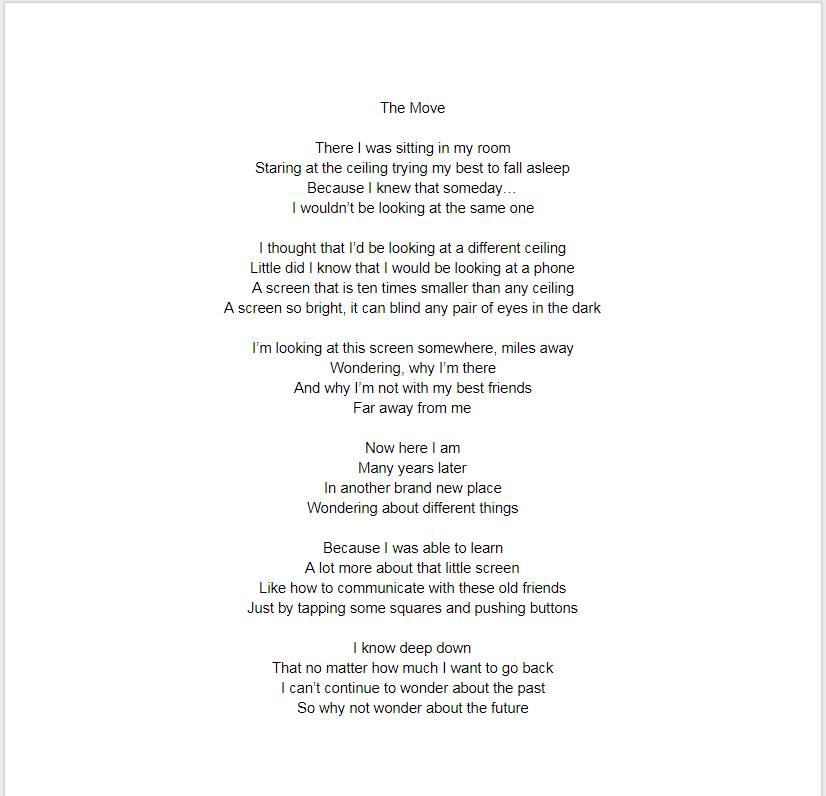 The Move
There I was sitting in my room
Staring at the ceiling trying my best to fall asleep
Because I knew that someday…
I wouldn’t be looking at the same one
I thought that I’d be looking at a different ceiling
Little did I know that I would be looking at a phone
A screen that is ten times smaller than any ceiling
A screen so bright, it can blind any pair of eyes in the dark
I’m looking at this screen somewhere, miles away
Wondering, why I’m there
And why I’m not with my best friends
Far away from me
Now here I am
Many years later
In another brand new place
Wondering about different things
Because I was able to learn
A lot more about that little screen
Like how to communicate with these old friends
Just by tapping some squares and pushing buttons
I know deep down
That no matter how much I want to go back
I can’t continue to wonder about the past
So why not wonder about the future